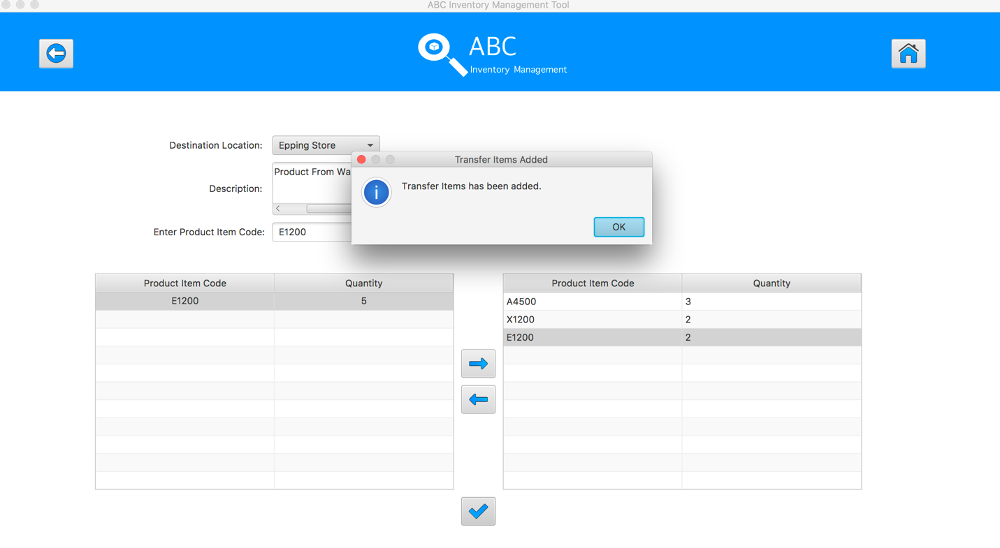 ABC Inventory Management Tool
ABC
Inventory Management
Destination Location: Epping Store
Transfer Items Added
Description: Product From Wa
Transfer Items has been added.
OK
Enter Product Item Code: E1200
Product Item Code Quantity
E1200 5
Product Item Code Quantity
A4500 3
X1200 2
E1200 2